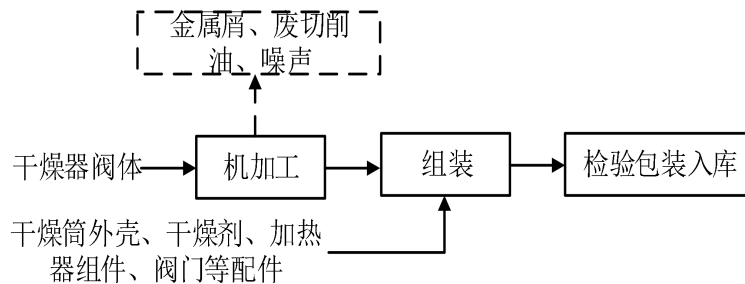 金属屑、废切削
油、噪声
干燥器阀体
机加工
组装
检验包装入库
干燥筒外壳、干燥剂、加热
器组件、阀门等配件